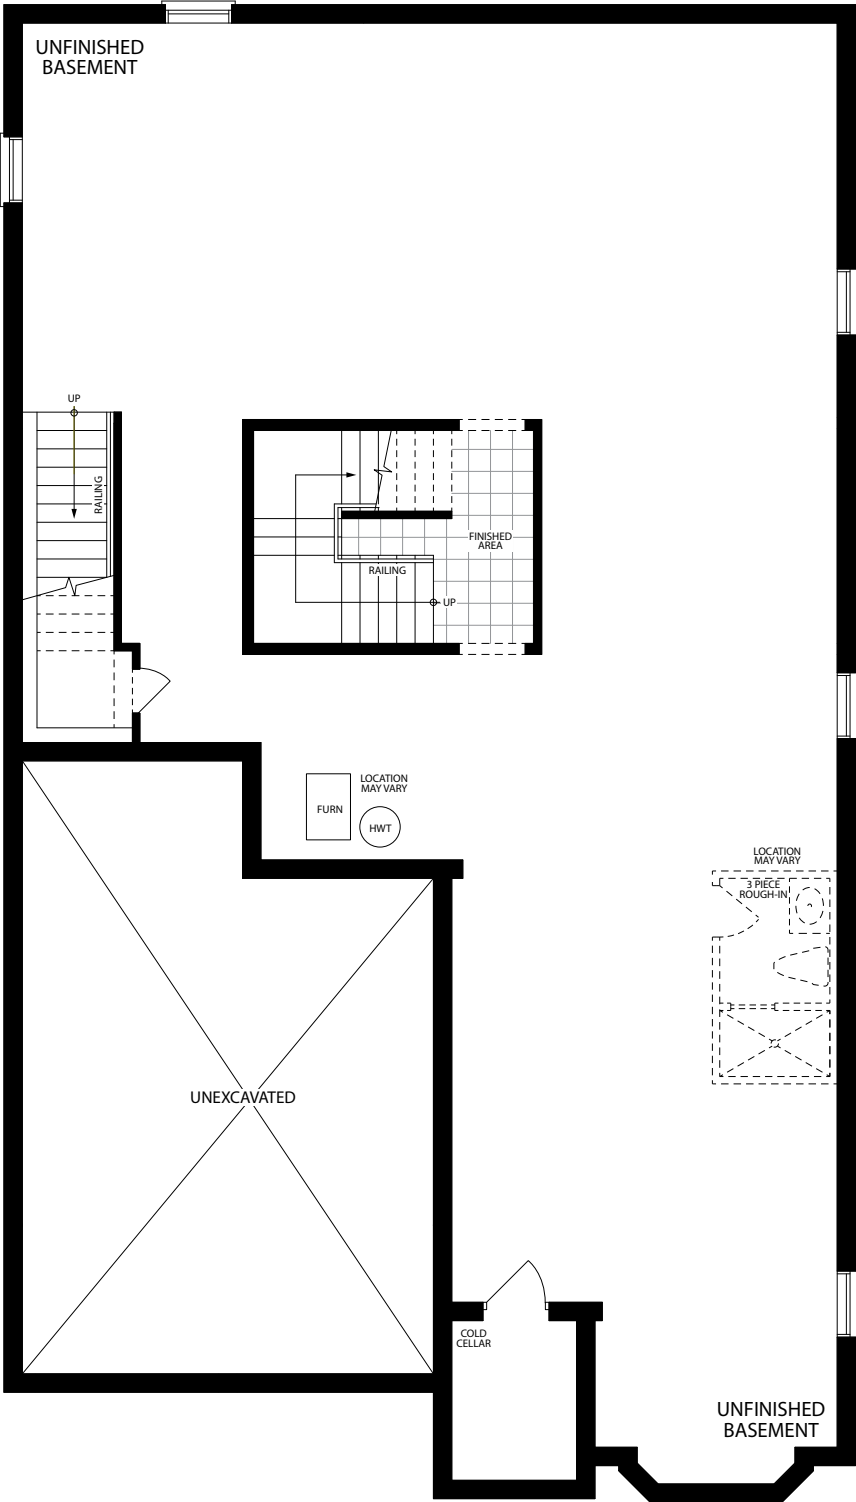 UNFINISHED
BASEMENT
UP
RAILING
FINISHED
AREA
RAILING
UP
LOCATION
MAY VARY
FURN
HWT
LOCATION
MAY VARY
3 PIECE
ROUGH-IN
UNEXCAVATED
COLD
CELLAR
UNFINISHED
BASEMENT